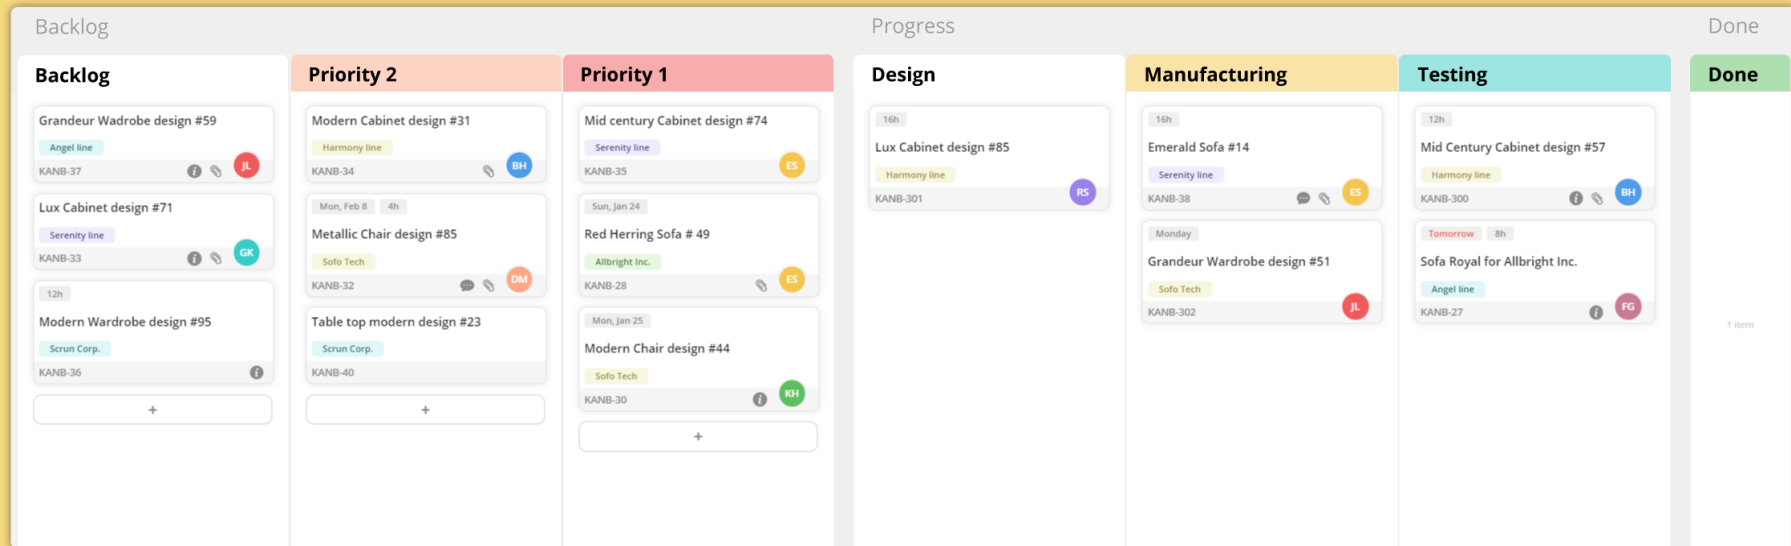 Backlog
Progress
Done
Backlog
Grandeur Wadrobe design #59
Angel line
KANB-37
JL
Lux Cabinet design #71
Serenity line
KANB-33
GK
12h
Modern Wardrobe design #95
Scrun Corp.
KANB-36
+
Priority 2
Modern Cabinet design #31
Harmony line
KANB-34
BH
Mon, Feb 8 4h
Metallic Chair design #85
Sofo Tech
KANB-32
DM
Table top modern design #23
Scrun Corp.
KANB-40
+
Priority 1
Mid century Cabinet design #74
Serenity line
KANB-35
ES
Sun, Jan 24
Red Herring Sofa # 49
Allbright Inc.
KANB-28
ES
Mon, Jan 25
Modern Chair design #44
Sofo Tech
KANB-30
KH
+
Design
16h
Lux Cabinet design #85
Harmony line
KANB-301
RS
Manufacturing
16h
Emerald Sofa #14
Serenity line
KANB-38
ES
Monday
Grandeur Wardrobe design #51
Sofo Tech
KANB-302
JL
Testing
12h
Mid Century Cabinet design #57
Harmony line
KANB-300
BH
Tomorrow 8h
Sofa Royal for Allbright Inc.
Angel line
KANB-27
FG
Done
1 item